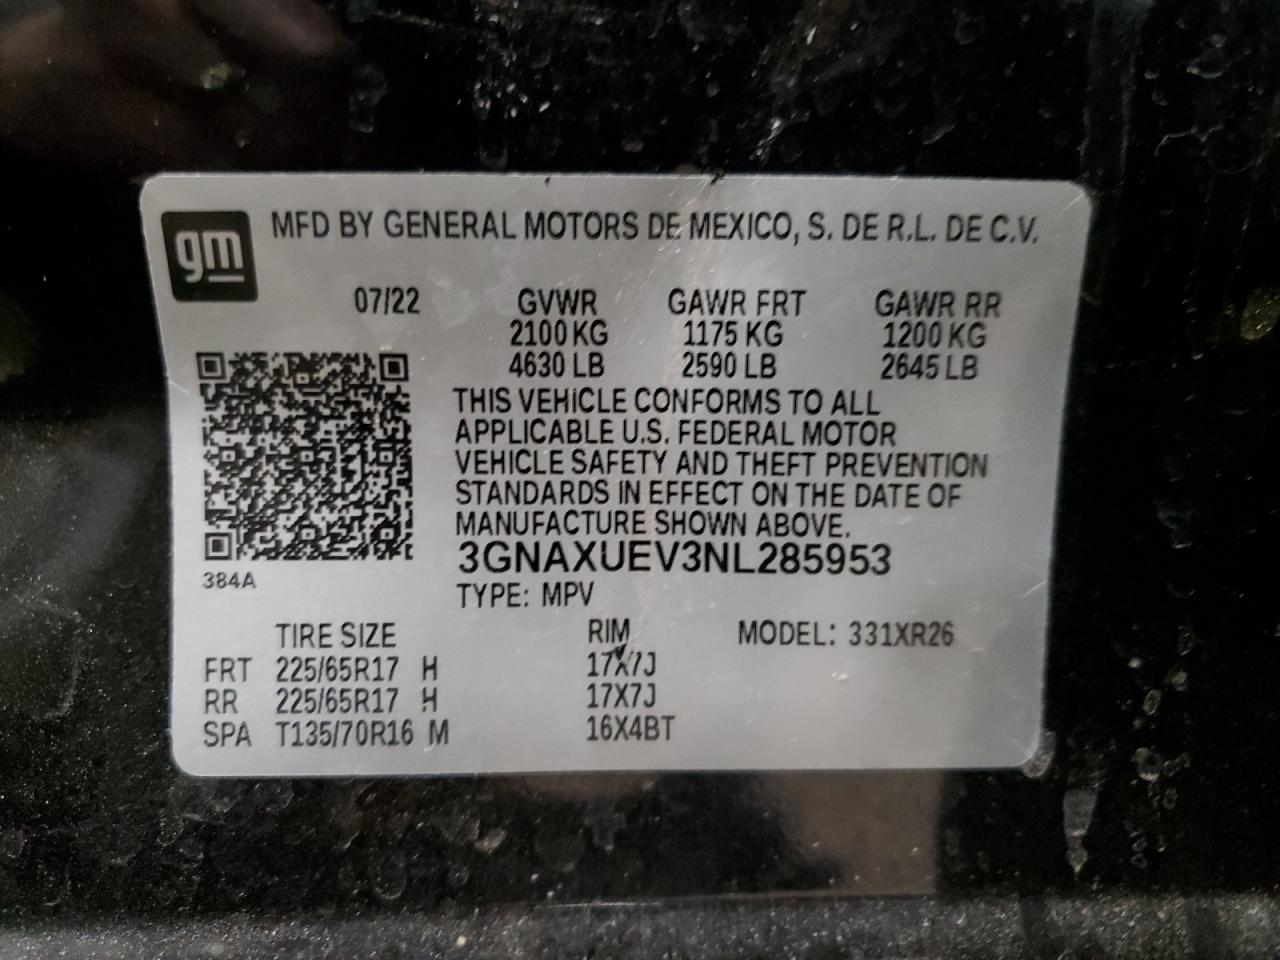 gm
MFD BY GENERAL MOTORS DE MEXICO, S. DE R.L. DE C.V.
07/22 GVWR GAWR FRT GAWR RR
2100 KG 1175 KG 1200 KG
4630 LB 2590 LB 2645 LB
THIS VEHICLE CONFORMS TO ALL
APPLICABLE U.S. FEDERAL MOTOR
VEHICLE SAFETY AND THEFT PREVENTION
STANDARDS IN EFFECT ON THE DATE OF
MANUFACTURE SHOWN ABOVE.
3GNAXUEV3NL285953
384A
TYPE: MPV
TIRE SIZE RIM MODEL: 331XR26
FRT 225/65R17 H 17X7J
RR 225/65R17 H 17X7J
SPA T135/70R16 M 16X4BT